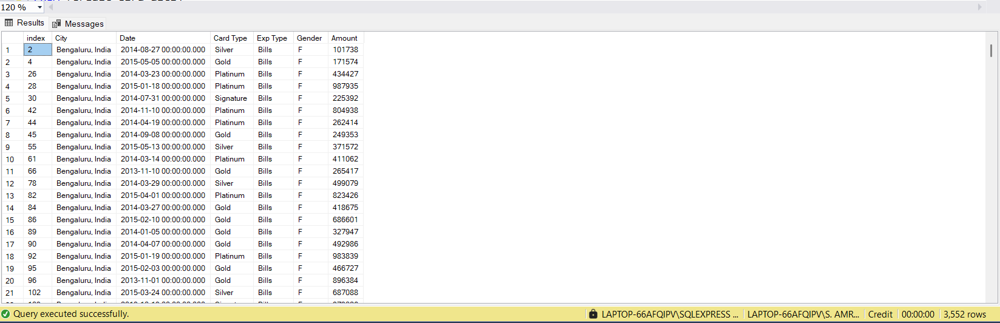 120 %
Results Messages
index City Date Card Type Exp Type Gender Amount
1 2 Bengaluru, India 2014-08-27 00:00:00.000 Silver Bills F 101738
2 4 Bengaluru, India 2015-05-05 00:00:00.000 Gold Bills F 171574
3 26 Bengaluru, India 2014-03-23 00:00:00.000 Platinum Bills F 434427
4 28 Bengaluru, India 2015-01-18 00:00:00.000 Platinum Bills F 987935
5 30 Bengaluru, India 2014-07-31 00:00:00.000 Signature Bills F 225392
6 42 Bengaluru, India 2014-11-10 00:00:00.000 Platinum Bills F 804938
7 44 Bengaluru, India 2014-04-19 00:00:00.000 Platinum Bills F 262414
8 45 Bengaluru, India 2014-09-08 00:00:00.000 Gold Bills F 249353
9 55 Bengaluru, India 2015-05-13 00:00:00.000 Silver Bills F 371572
10 61 Bengaluru, India 2014-03-14 00:00:00.000 Platinum Bills F 411062
11 66 Bengaluru, India 2013-11-10 00:00:00.000 Gold Bills F 265417
12 78 Bengaluru, India 2014-03-29 00:00:00.000 Silver Bills F 499079
13 82 Bengaluru, India 2015-04-01 00:00:00.000 Platinum Bills F 823426
14 84 Bengaluru, India 2014-03-27 00:00:00.000 Gold Bills F 418675
15 86 Bengaluru, India 2015-02-10 00:00:00.000 Gold Bills F 686601
16 89 Bengaluru, India 2014-01-05 00:00:00.000 Gold Bills F 327947
17 90 Bengaluru, India 2014-04-07 00:00:00.000 Gold Bills F 492986
18 92 Bengaluru, India 2015-01-19 00:00:00.000 Platinum Bills F 983839
19 95 Bengaluru, India 2015-02-03 00:00:00.000 Gold Bills F 466727
20 96 Bengaluru, India 2013-11-01 00:00:00.000 Gold Bills F 896384
21 102 Bengaluru, India 2015-03-24 00:00:00.000 Silver Bills F 687088
Query executed successfully. LAPTOP-66AFQIPV\SQLEXPRESS ... LAPTOP-66AFQIPV\S. AMR... Credit 00:00:00 3,552 rows